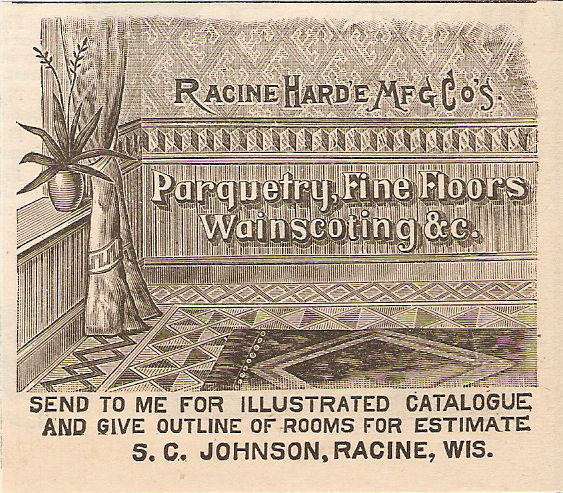 RACINE HARD'E MFG CO'S.
Parquetry, Fine Floors
Wainscoting &c.
SEND TO ME FOR ILLUSTRATED CATALOGUE
AND GIVE OUTLINE OF ROOMS FOR ESTIMATE
S. C. JOHNSON, RACINE, WIS.